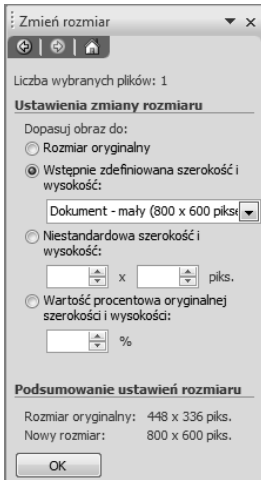 Zmień rozmiar
Liczba wybranych plików: 1
Ustawienia zmiany rozmiaru
Dopasuj obraz do:
Rozmiar oryginalny
Wstępnie zdefiniowana szerokość i
wysokość:
Dokument - mały (800 x 600 pikse
Niestandardowa szerokość i
wysokość:
x piks.
Wartość procentowa oryginalnej
szerokości i wysokości:
%
Podsumowanie ustawień rozmiaru
Rozmiar oryginalny: 448 x 336 piks.
Nowy rozmiar: 800 x 600 piks.
OK